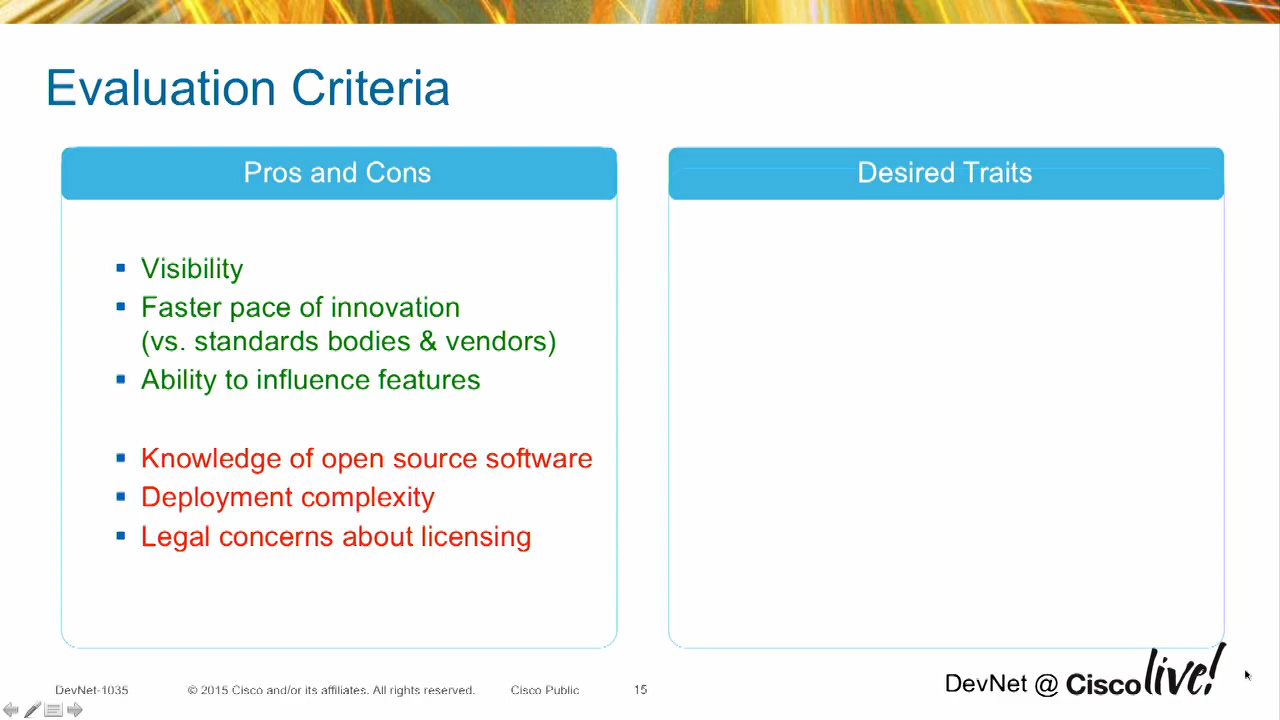 Evaluation Criteria
Pros and Cons
Visibility
Faster pace of innovation
(vs. standards bodies & vendors)
Ability to influence features
Knowledge of open source software
Deployment complexity
Legal concerns about licensing
Desired Traits
DevNet-1035
© 2015 Cisco and/or its affiliates. All rights reserved.
Cisco Public
15
DevNet @ Cisco live!